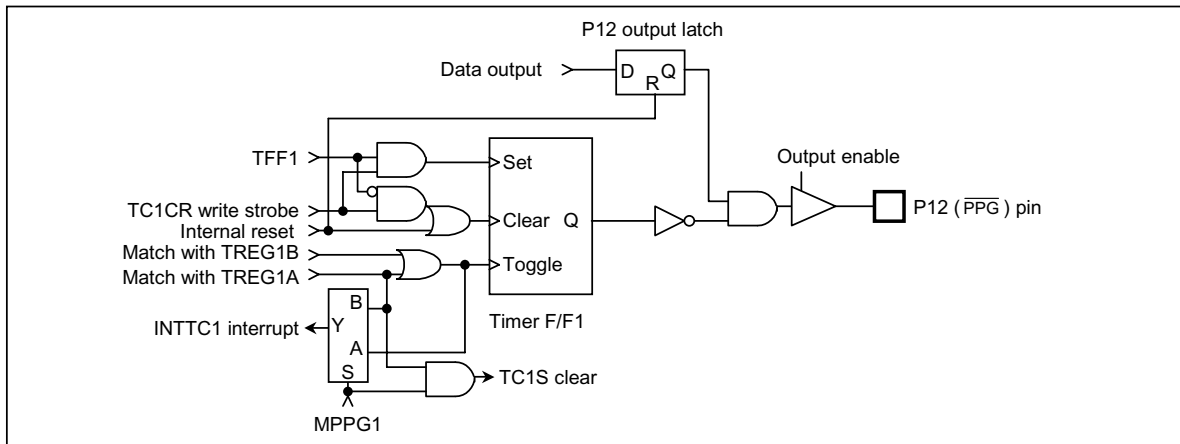 P12 output latch
Data output
D Q
R
TFF1
Output enable
Set
TC1CR write strobe
Internal reset
Clear Q
P12 (PPG) pin
Match with TREG1B
Match with TREG1A
Toggle
B
Y
A
S
INTTC1 interrupt
Timer F/F1
TC1S clear
MPPG1